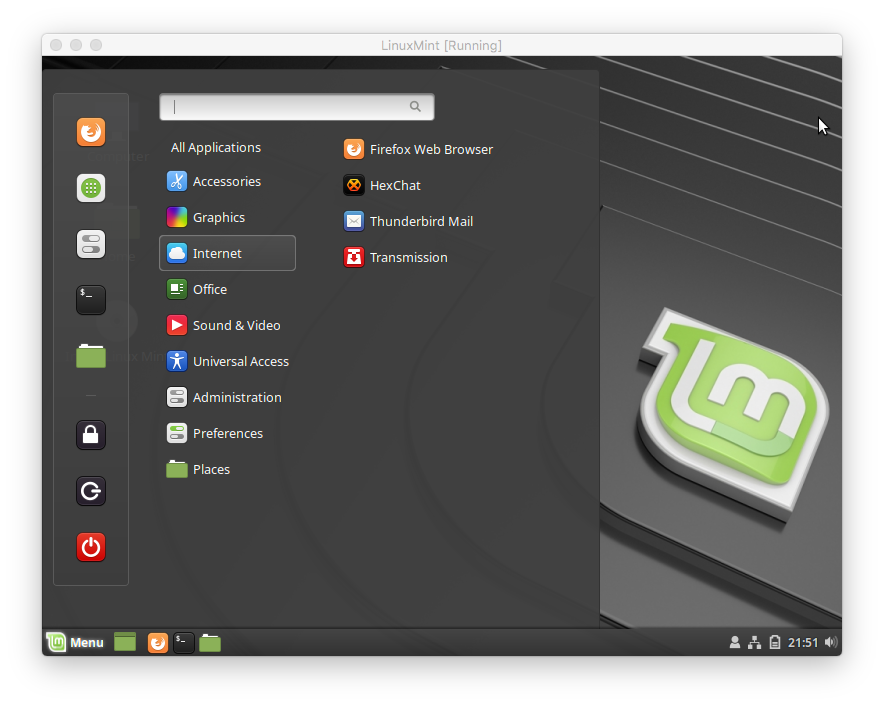 LinuxMint [Running]
All Applications
Accessories
Graphics
Internet
Office
Sound & Video
Universal Access
Administration
Preferences
Places
Firefox Web Browser
HexChat
Thunderbird Mail
Transmission
Menu
21:51